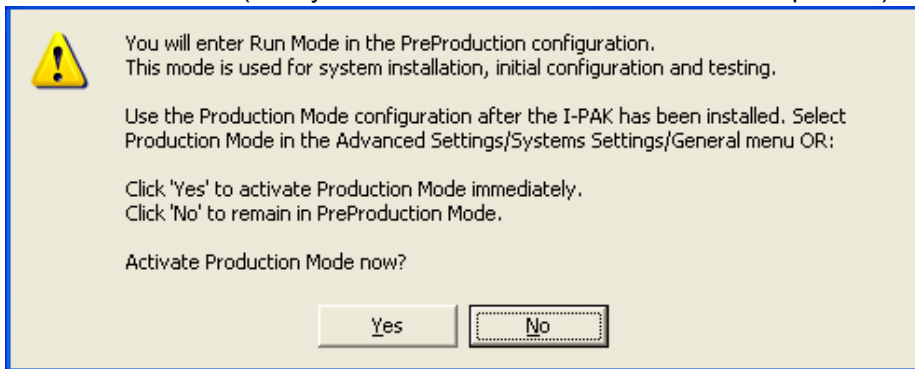 You will enter Run Mode in the PreProduction configuration.
This mode is used for system installation, initial configuration and testing.
Use the Production Mode configuration after the I-PAK has been installed. Select
Production Mode in the Advanced Settings/Systems Settings/General menu OR:
Click 'Yes' to activate Production Mode immediately.
Click 'No' to remain in PreProduction Mode.
Activate Production Mode now?
Yes No